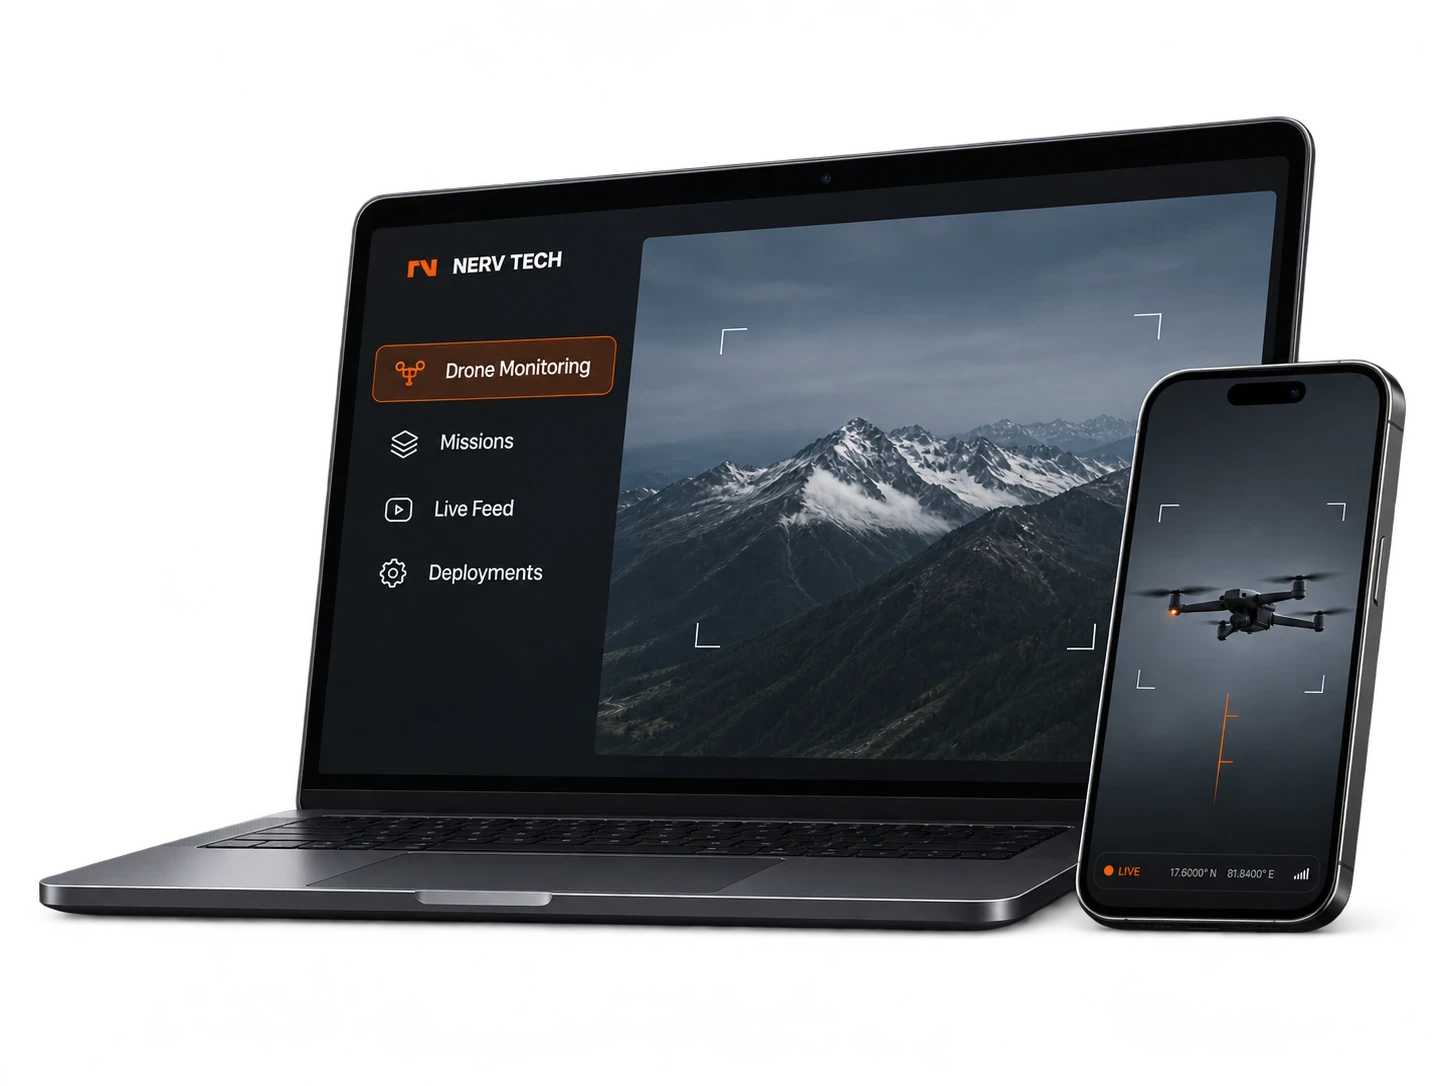 NERV TECH
Drone Monitoring
Missions
Live Feed
Deployments
LIVE 17.6000° N 81.8400° E